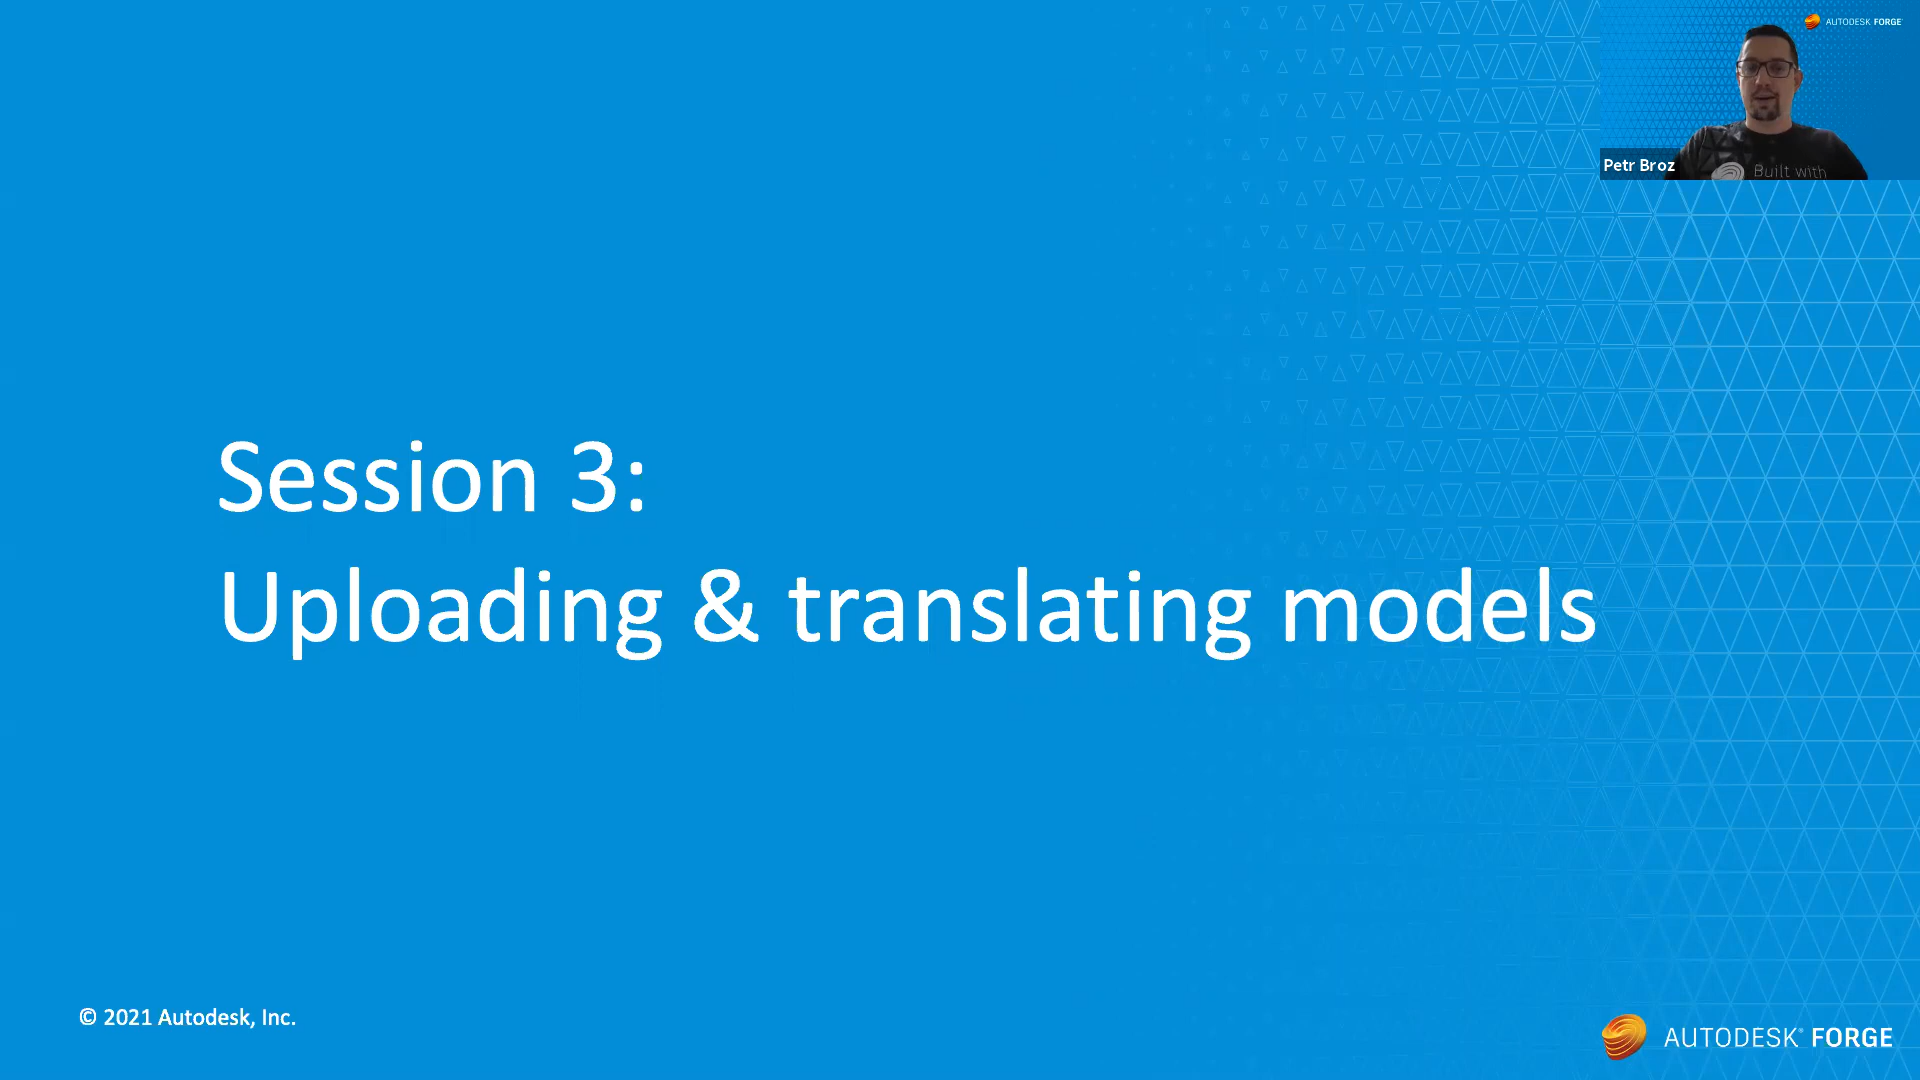 AUTODESK FORGE
Petr Broz
Built with
Session 3:
Uploading & translating models
© 2021 Autodesk, Inc.
AUTODESK® FORGE